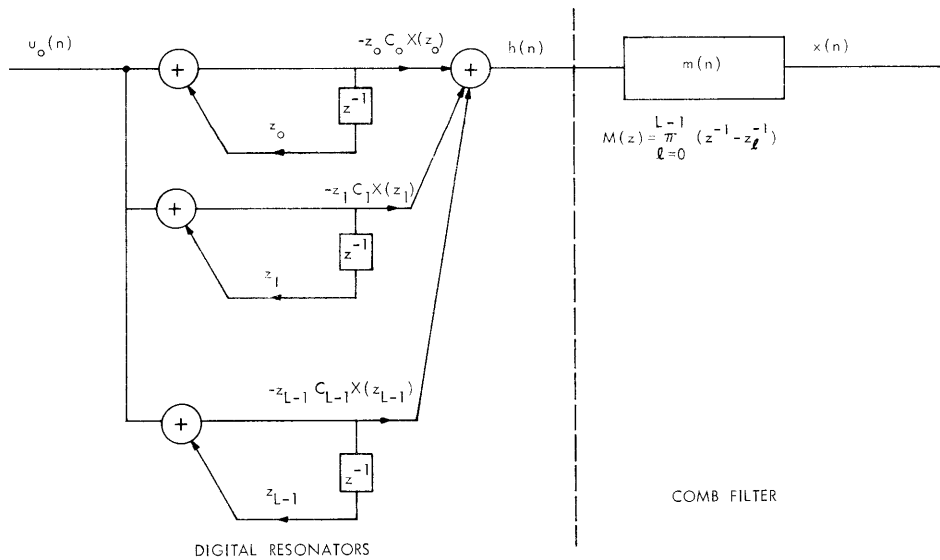 u₀(n)
-z₀ C₀ X(z₀)
h(n)
x(n)
+
+
m(n)
z⁻¹
z₀
M(z) = π (z⁻¹ - z_ℓ⁻¹)
L-1
ℓ=0
-z₁ C₁ X(z₁)
+
z⁻¹
z₁
-z_{L-1} C_{L-1} X(z_{L-1})
+
z⁻¹
z_{L-1}
COMB FILTER
DIGITAL RESONATORS